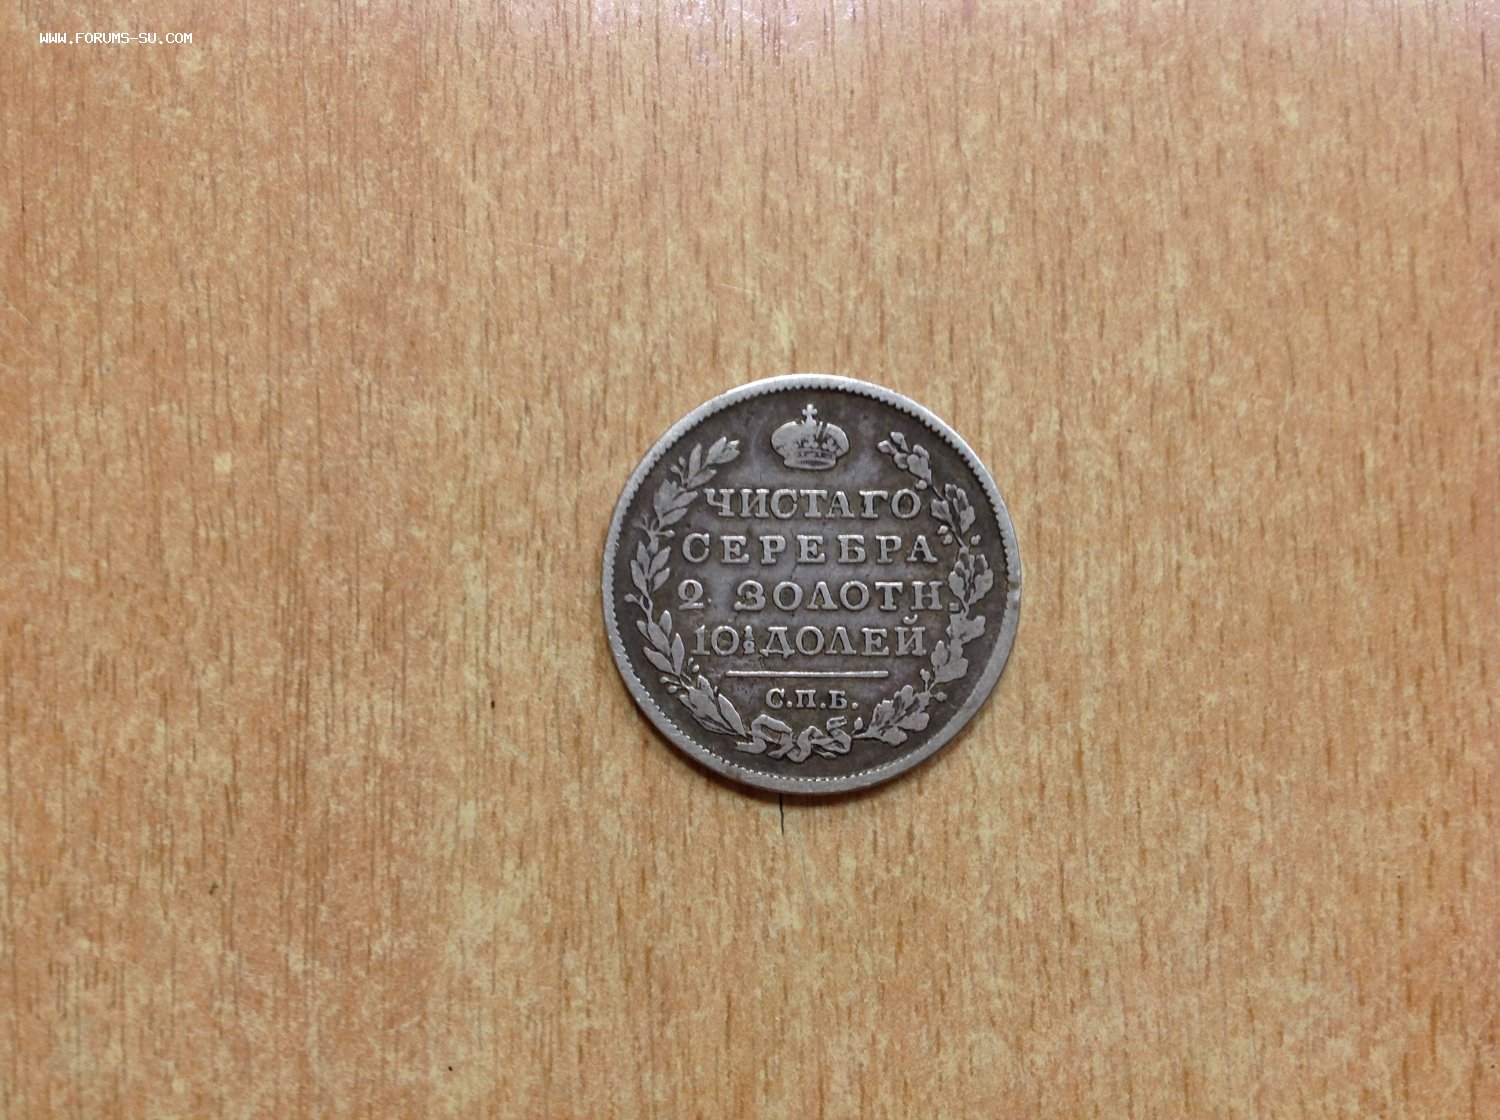 WWW.FORUMS-SU.COM
ЧИСТАГО
СЕРЕБРА
2 ЗОЛОТН.
10½ ДОЛЕЙ
С.П.Б.